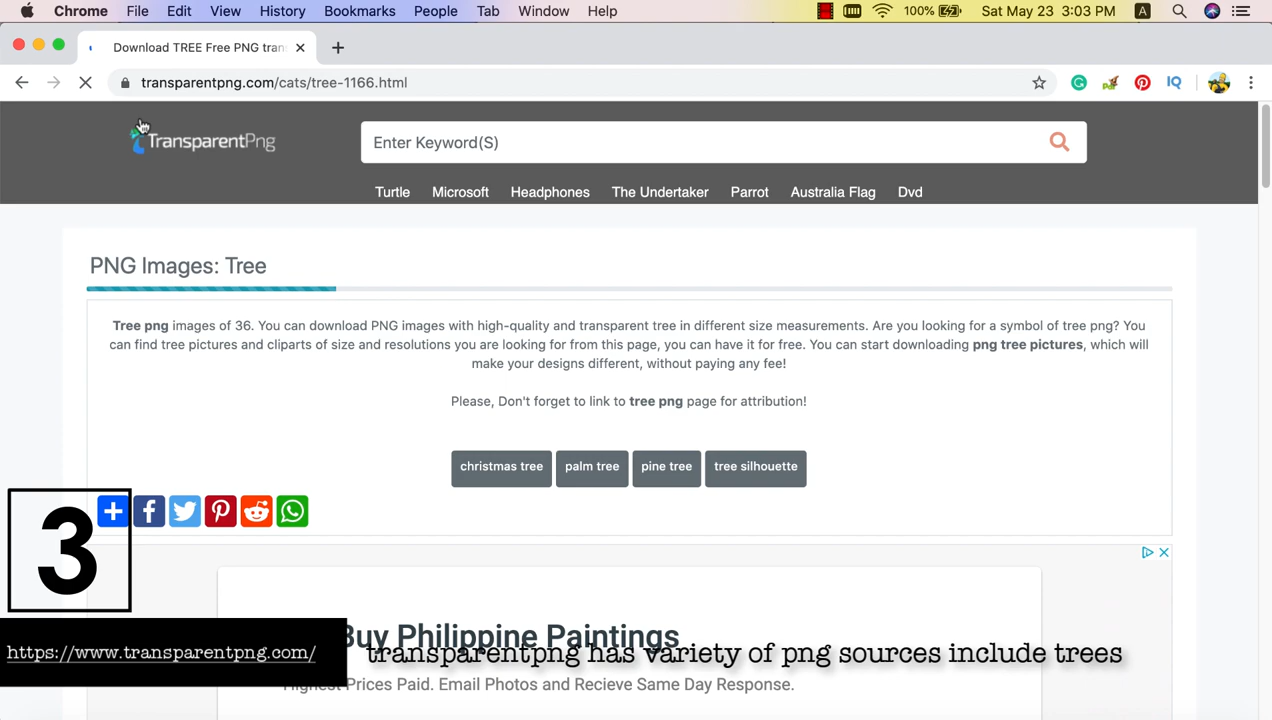 Chrome File Edit View History Bookmarks People Tab Window Help 100% Sat May 23 3:03 PM A
Download TREE Free PNG tran
transparentpng.com/cats/tree-1166.html
TransparentPng
Enter Keyword(S)
Turtle Microsoft Headphones The Undertaker Parrot Australia Flag Dvd
PNG Images: Tree
Tree png images of 36. You can download PNG images with high-quality and transparent tree in different size measurements. Are you looking for a symbol of tree png? You
can find tree pictures and cliparts of size and resolutions you are looking for from this page, you can have it for free. You can start downloading png tree pictures, which will
make your designs different, without paying any fee!
Please, Don't forget to link to tree png page for attribution!
christmas tree palm tree pine tree tree silhouette
3
Buy Philippine Paintings
https://www.transparentpng.com/ transparentpng has variety of png sources include trees
Highest Prices Paid. Email Photos and Recieve Same Day Response.